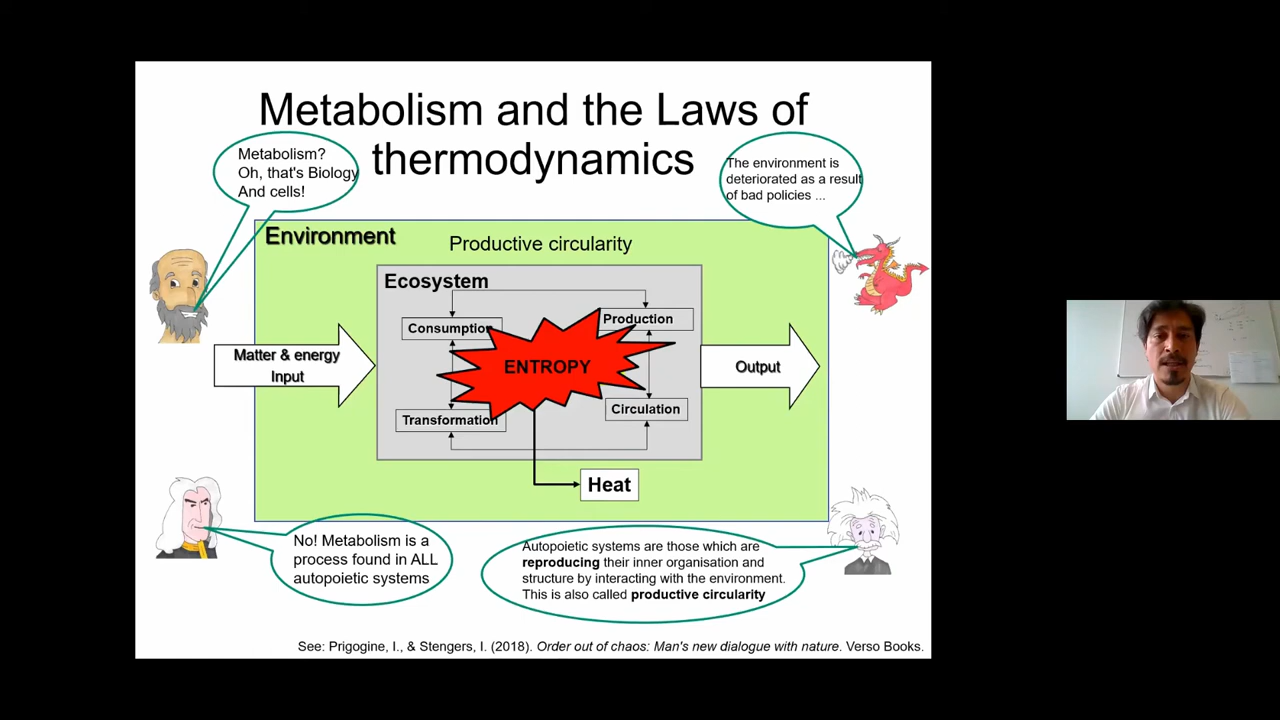 Metabolism and the Laws of
thermodynamics
Metabolism?
Oh, that's Biology
And cells!
The environment is
deteriorated as a result
of bad policies ...
Environment
Productive circularity
Ecosystem
Consumption
Production
ENTROPY
Matter & energy
Input
Output
Transformation
Circulation
Heat
No! Metabolism is a
process found in ALL
autopoietic systems
Autopoietic systems are those which are
reproducing their inner organisation and
structure by interacting with the environment.
This is also called productive circularity
See: Prigogine, I., & Stengers, I. (2018). Order out of chaos: Man's new dialogue with nature. Verso Books.